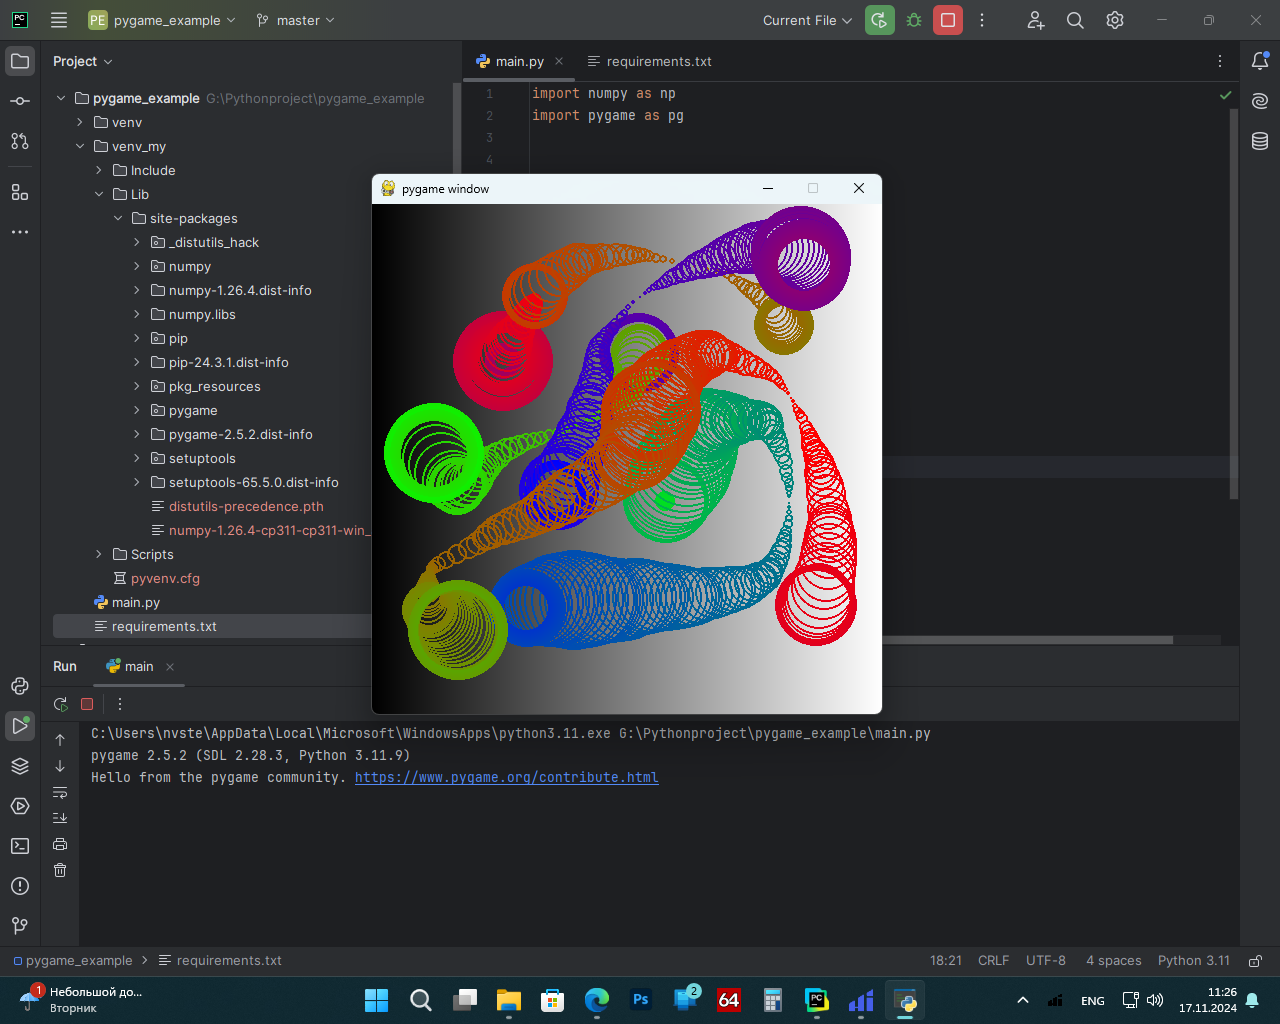 PC
PE pygame_example
master
Current File
Project
main.py
requirements.txt
pygame_example G:\Pythonproject\pygame_example
venv
venv_my
Include
Lib
site-packages
_distutils_hack
numpy
numpy-1.26.4.dist-info
numpy.libs
pip
pip-24.3.1.dist-info
pkg_resources
pygame
pygame-2.5.2.dist-info
setuptools
setuptools-65.5.0.dist-info
distutils-precedence.pth
numpy-1.26.4-cp311-cp311-win_
Scripts
pyvenv.cfg
main.py
requirements.txt
1 import numpy as np
2 import pygame as pg
3
4
pygame window
Run
main
C:\Users\nvste\AppData\Local\Microsoft\WindowsApps\python3.11.exe G:\Pythonproject\pygame_example\main.py
pygame 2.5.2 (SDL 2.28.3, Python 3.11.9)
Hello from the pygame community. https://www.pygame.org/contribute.html
pygame_example
requirements.txt
18:21 CRLF UTF-8 4 spaces Python 3.11
1
Небольшой до...
Вторник
Ps
2
64
PC
ENG
11:26
17.11.2024